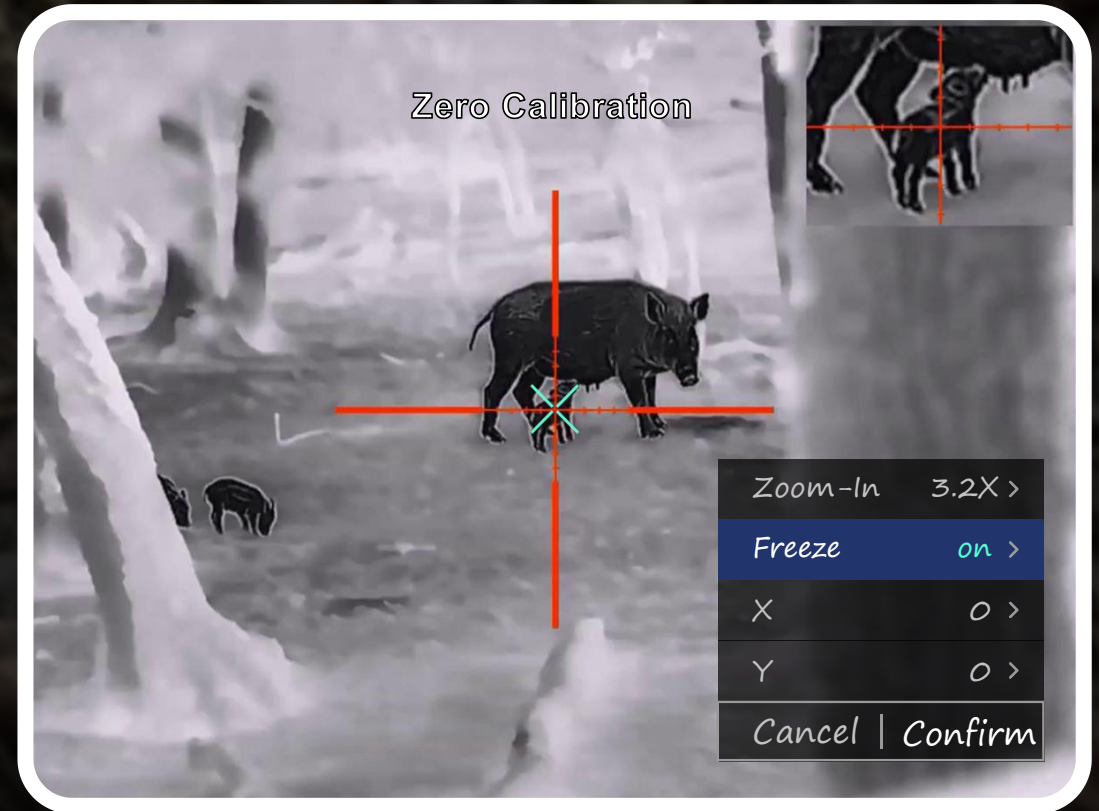 Zero Calibration
Zoom-In 3.2X >
Freeze on >
X 0 >
Y 0 >
Cancel | Confirm